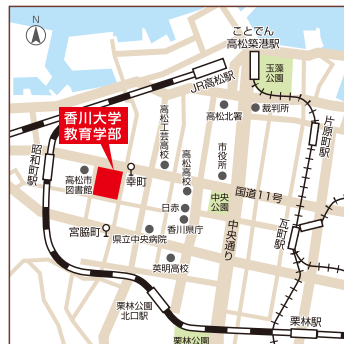 N
ことでん
高松築港駅
玉藻
公園
JR高松駅
高松北署
裁判所
片原町駅
香川大学
教育学部
高松工芸高校
高松高校
市役所
昭和町駅
高松市
図書館
幸町
国道11号
中央
公園
日赤
香川県庁
瓦町駅
宮脇町
県立中央病院
中央通り
英明高校
栗林公園
北口駅
栗林公園
栗林駅